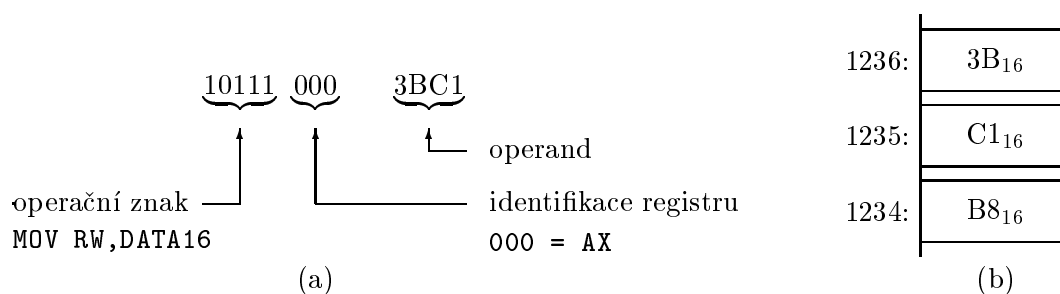 10111 000 3BC1
operand
operační znak
MOV RW,DATA16
identifikace registru
000 = AX
(a)
1236: 3B16
1235: C116
1234: B816
(b)